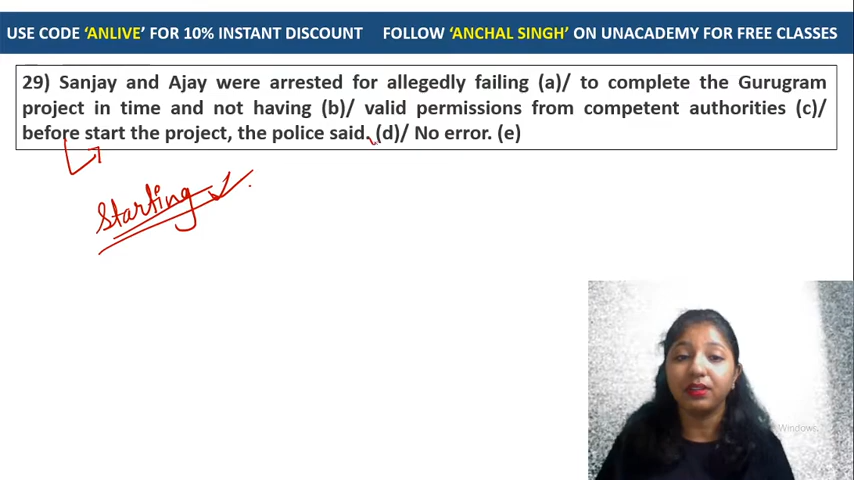 USE CODE ‘ANLIVE’ FOR 10% INSTANT DISCOUNT FOLLOW ‘ANCHAL SINGH’ ON UNACADEMY FOR FREE CLASSES
29) Sanjay and Ajay were arrested for allegedly failing (a)/ to complete the Gurugram
project in time and not having (b)/ valid permissions from competent authorities (c)/
before start the project, the police said. (d)/ No error. (e)
Starting
Windows.